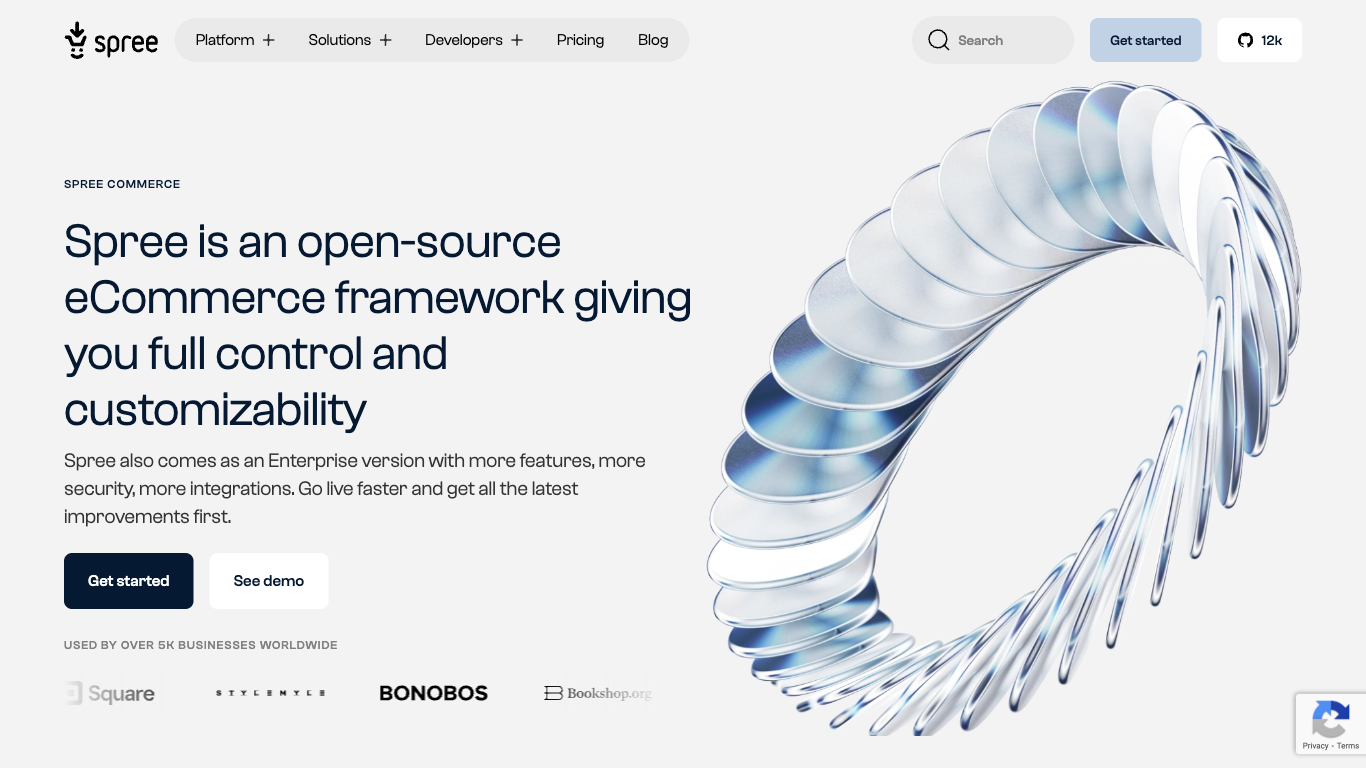 spree
Platform
Solutions
Developers
Pricing
Blog
Search
Get started
12k
SPREE COMMERCE
Spree is an open-source
eCommerce framework giving
you full control and
customizability
Spree also comes as an Enterprise version with more features, more
security, more integrations. Go live faster and get all the latest
improvements first.
Get started
See demo
USED BY OVER 5K BUSINESSES WORLDWIDE
Square
STYLEMYLE
BONOBOS
Bookshop.org
Privacy - Terms